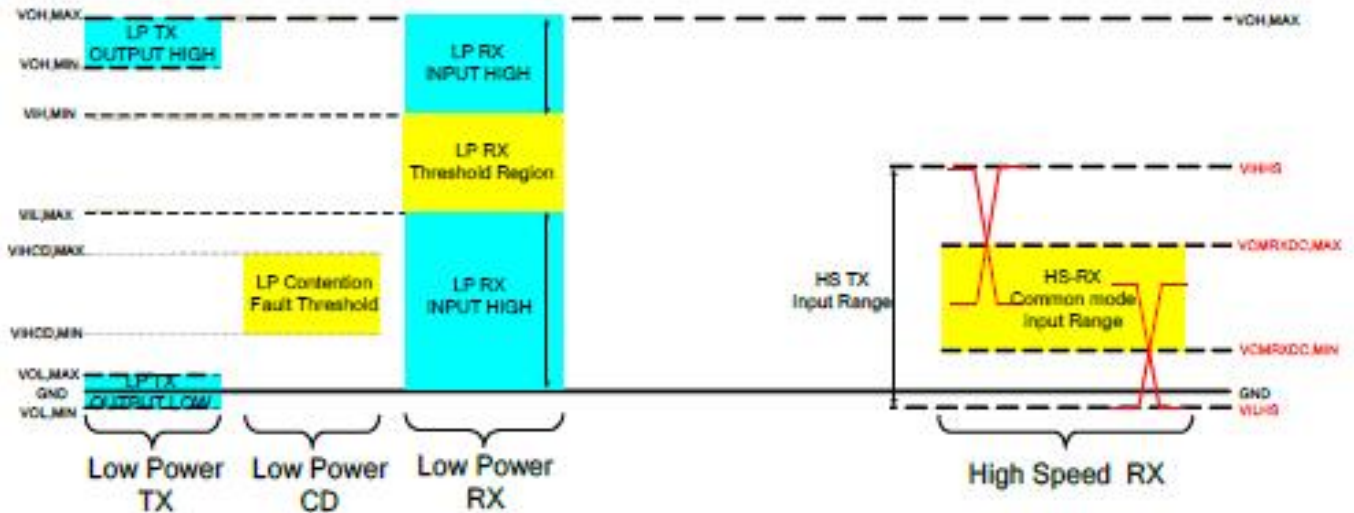 VOH,MAX
LP TX
OUTPUT HIGH
VOH,MIN
VIH,MIN
VIL,MAX
VIHCD,MAX
VIHCD,MIN
VOL,MAX
GND
VOL,MIN
LP TX
OUTPUT LOW
LP Contention
Fault Threshold
LP RX
INPUT HIGH
LP RX
Threshold Region
LP RX
INPUT HIGH
HS TX
Input Range
HS-RX
Common mode
input Range
VOH,MAX
VIHHS
VCMRXDC,MAX
VCMRXDC,MIN
GND
VILHS
Low Power
TX
Low Power
CD
Low Power
RX
High Speed RX